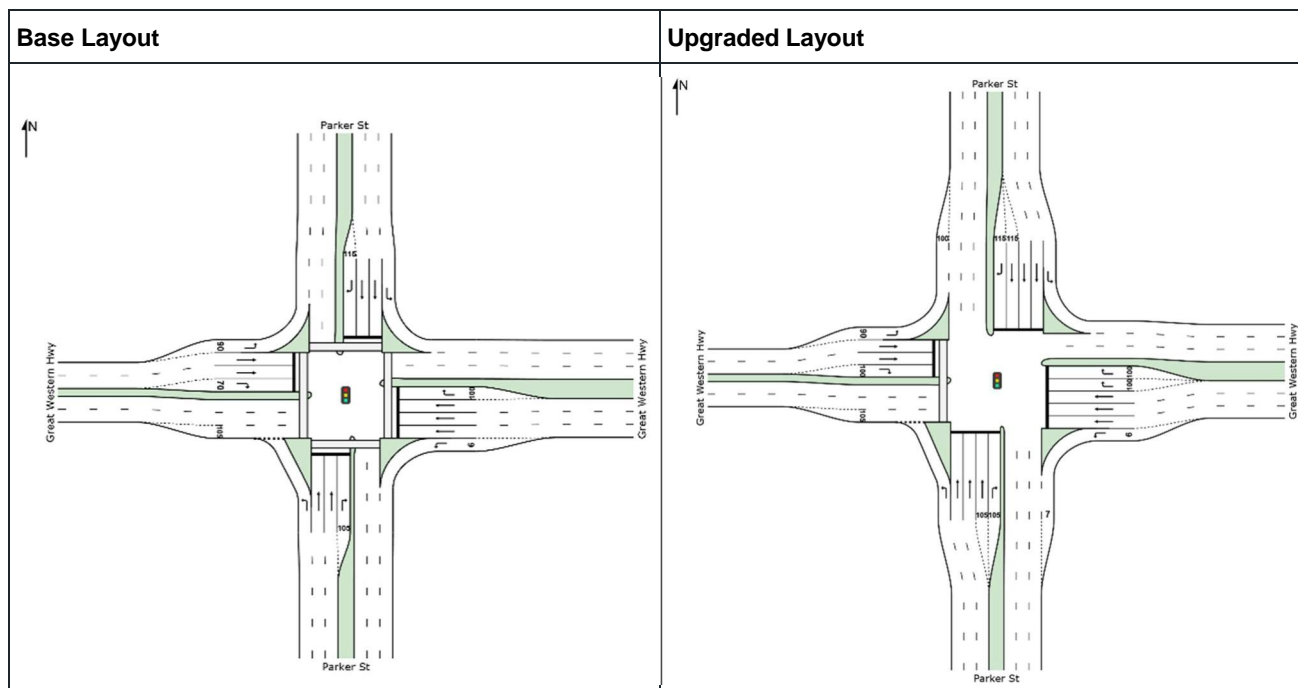 Base Layout
Upgraded Layout
N
Parker St
115
Great Western Hwy
90
70
105
100
6
Great Western Hwy
105
Parker St
N
Parker St
100
115 115
Great Western Hwy
90
100
105
100 100
6
Great Western Hwy
105 105
7
Parker St